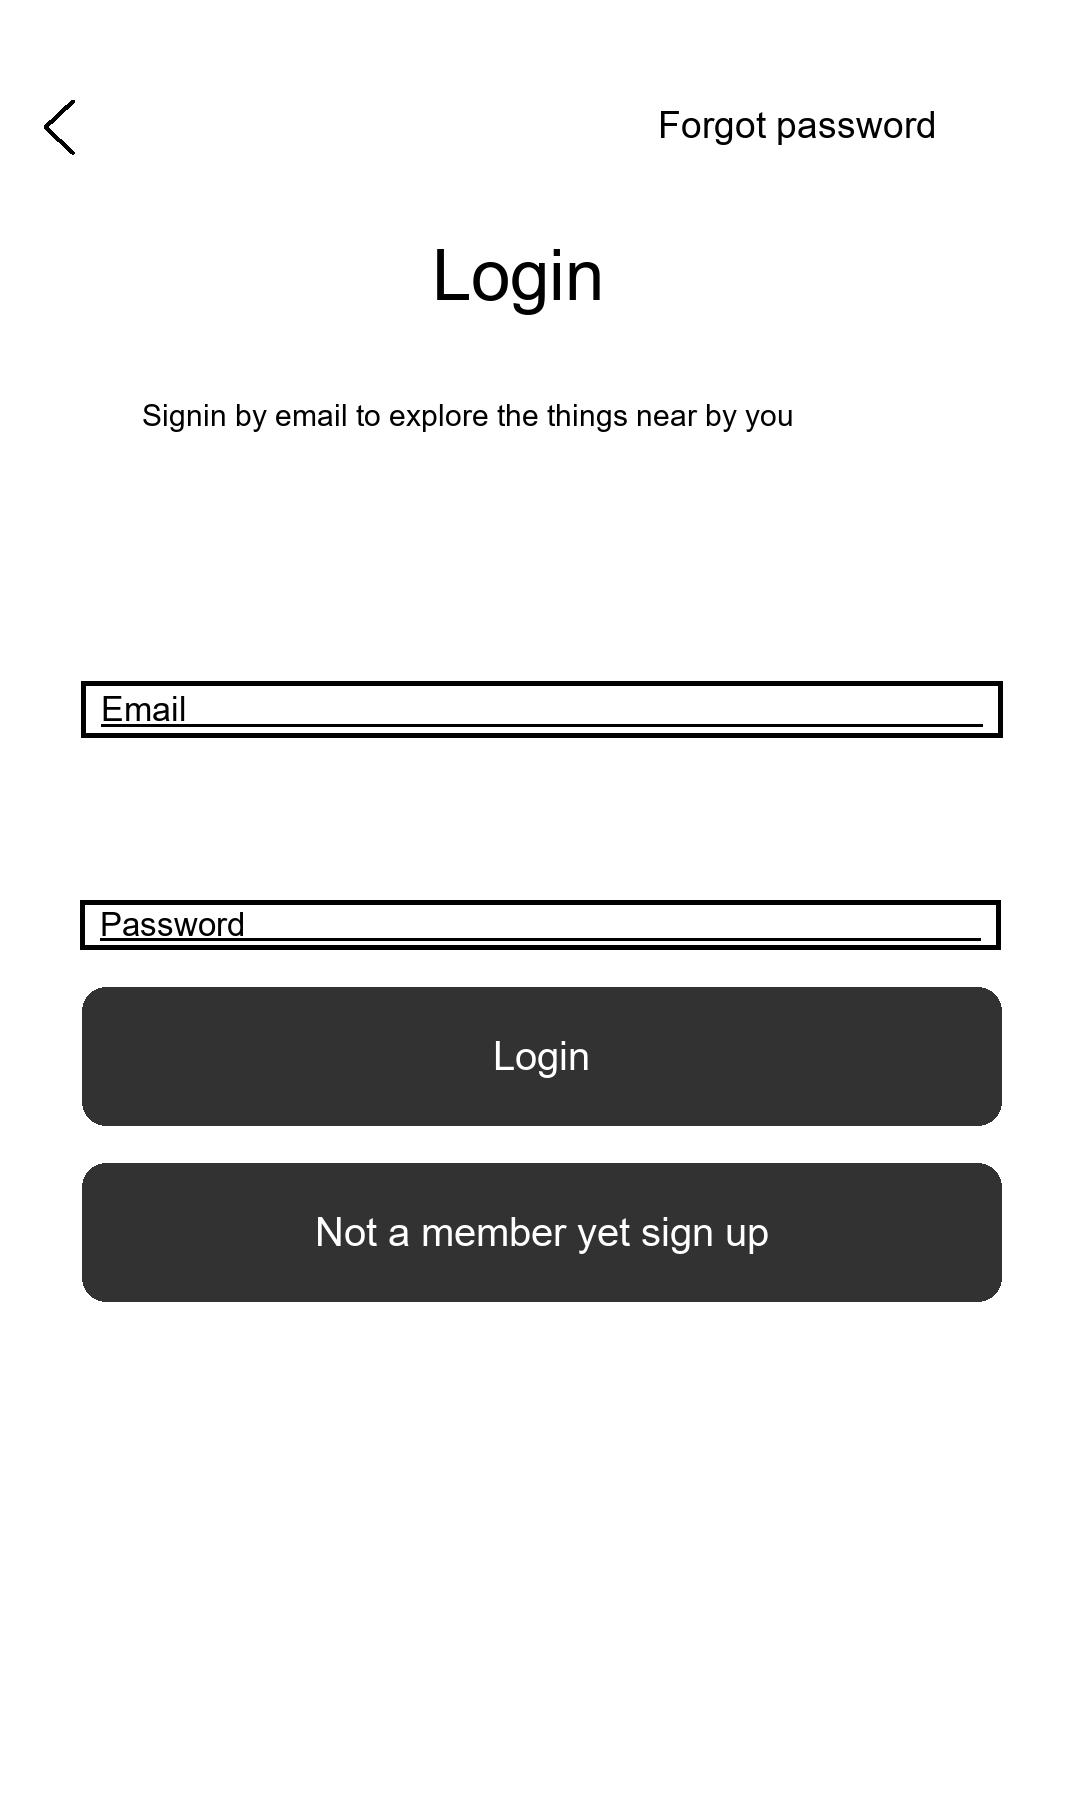 Forgot password
Login
Signin by email to explore the things near by you
Email
Password
Login
Not a member yet sign up